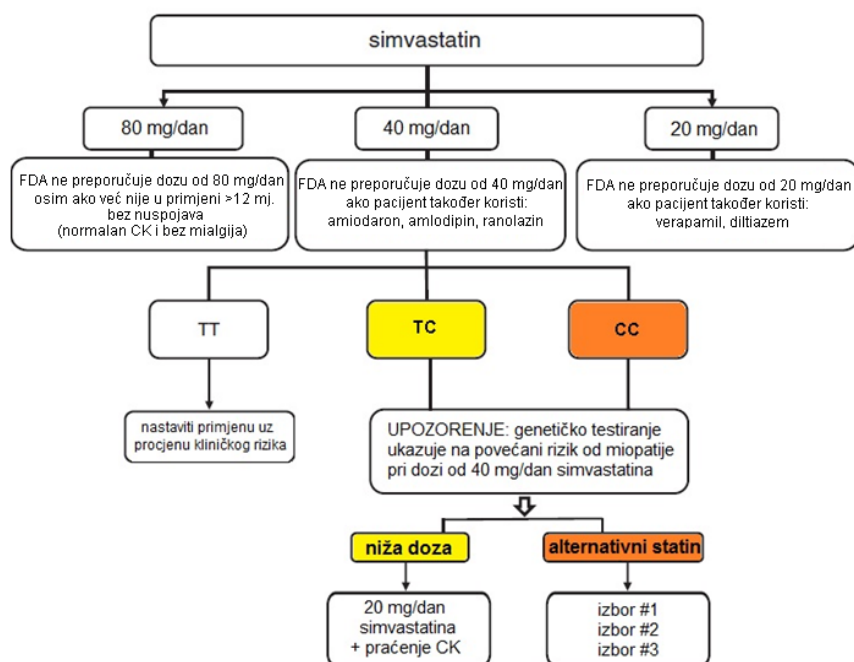 simvastatin
80 mg/dan
40 mg/dan
20 mg/dan
FDA ne preporučuje dozu od 80 mg/dan
osim ako već nije u primjeni >12 mj.
bez nuspojava
(normalan CK i bez mialgija)
FDA ne preporučuje dozu od 40 mg/dan
ako pacijent također koristi:
amiodaron, amlodipin, ranolazin
FDA ne preporučuje dozu od 20 mg/dan
ako pacijent također koristi:
verapamil, diltiazem
TT
TC
CC
nastaviti primjenu uz
procjenu kliničkog rizika
UPOZORENJE: genetičko testiranje
ukazuje na povećani rizik od miopatije
pri dozi od 40 mg/dan simvastatina
niža doza
alternativni statin
20 mg/dan
simvastatina
+ praćenje CK
izbor #1
izbor #2
izbor #3